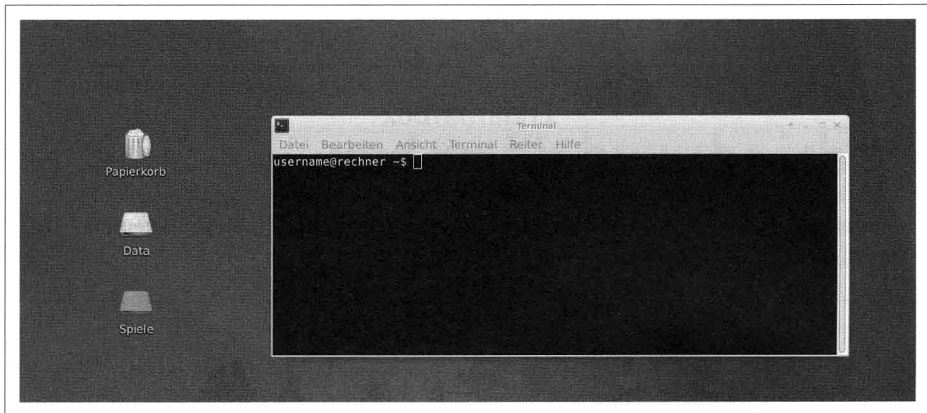 Papierkorb
Data
Spiele
Terminal
Datei Bearbeiten Ansicht Terminal Reiter Hilfe
username@rechner ~$